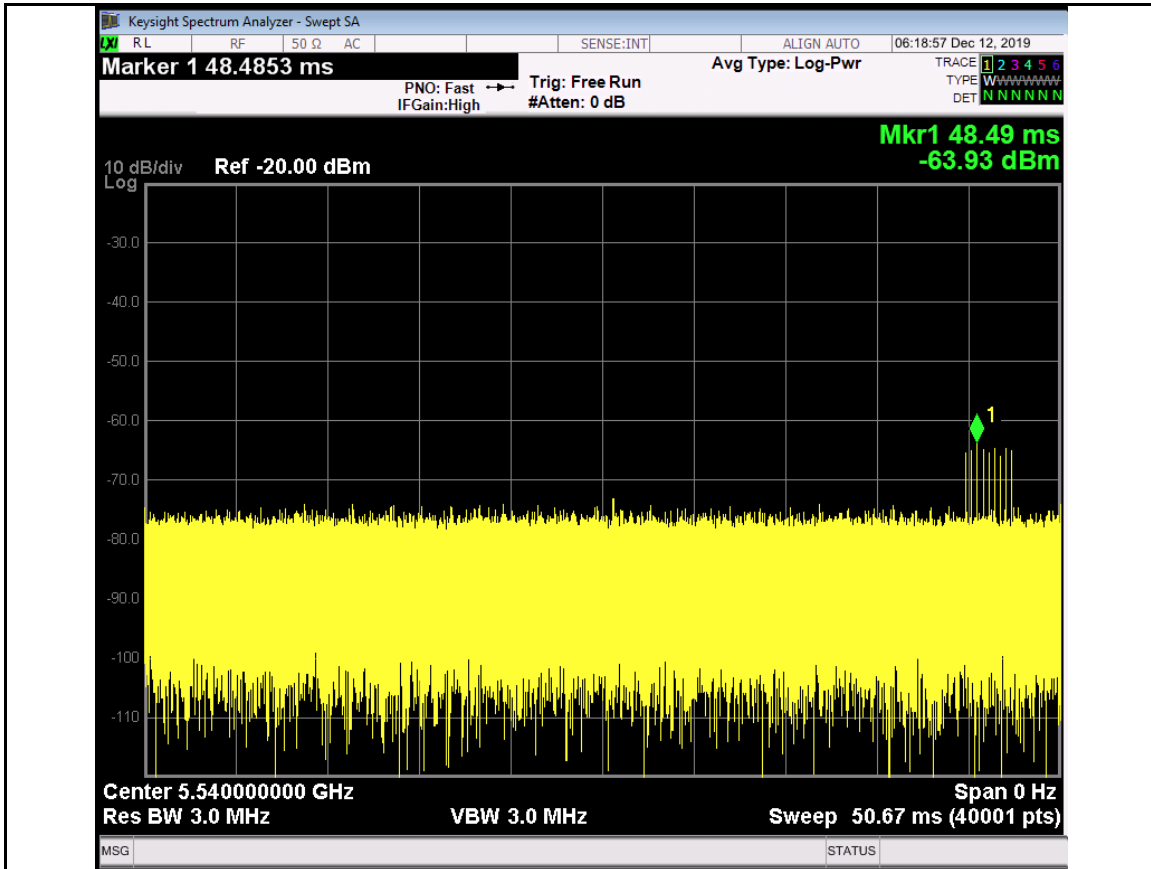 Keysight Spectrum Analyzer - Swept SA
LXI RL RF 50 Ω AC SENSE:INT ALIGN AUTO 06:18:57 Dec 12, 2019
Marker 1 48.4853 ms
PNO: Fast
IFGain:High
Trig: Free Run
#Atten: 0 dB
Avg Type: Log-Pwr
TRACE 1 2 3 4 5 6
TYPE WWWWWWWW
DET N N N N N N
Mkr1 48.49 ms
-63.93 dBm
10 dB/div Ref -20.00 dBm
Log
-30.0
-40.0
-50.0
-60.0
1
-70.0
-80.0
-90.0
-100
-110
Center 5.540000000 GHz Span 0 Hz
Res BW 3.0 MHz VBW 3.0 MHz Sweep 50.67 ms (40001 pts)
MSG STATUS